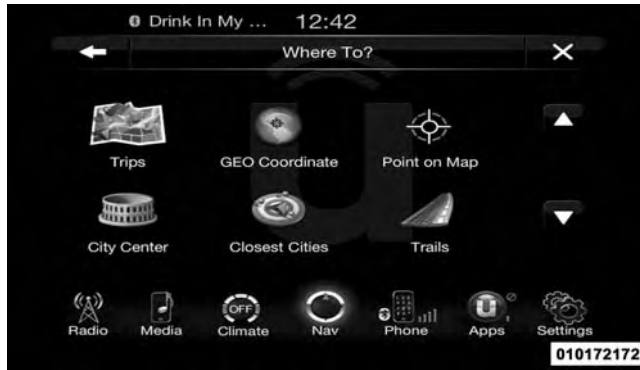 Drink In My ... 12:42
Where To?
Trips GEO Coordinate Point on Map
City Center Closest Cities Trails
OFF
Radio Media Climate Nav Phone Apps Settings
010172172